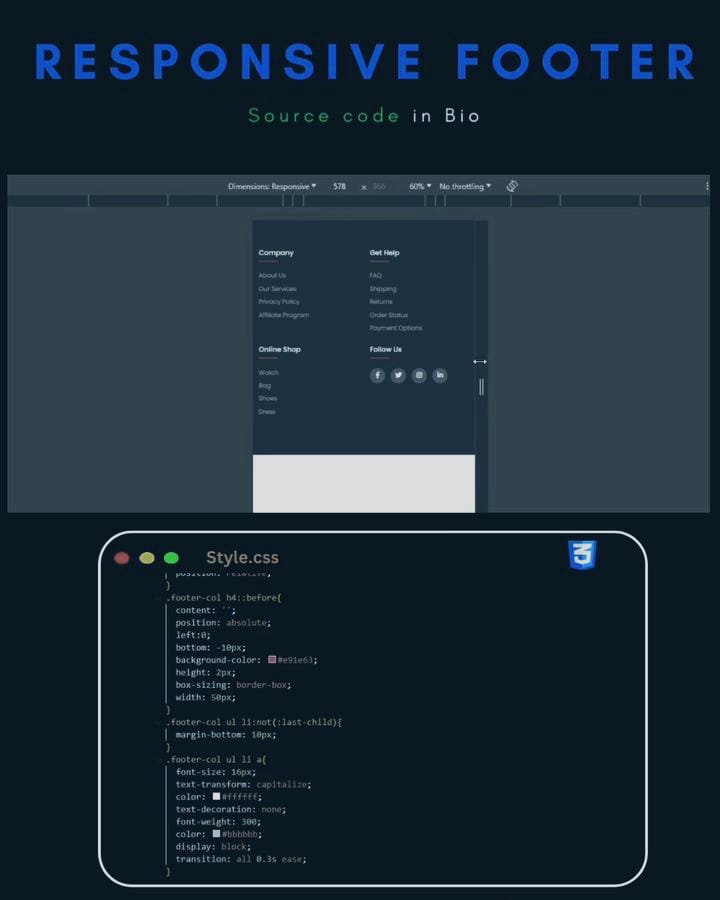 RESPONSIVE FOOTER
Source code in Bio
Dimensions: Responsive 578 x 866 60% No throttling
Company
About Us
Our Services
Privacy Policy
Affiliate Program
Get Help
FAQ
Shipping
Returns
Order Status
Payment Options
Online Shop
Watch
Bag
Shoes
Dress
Follow Us
Style.css
position: relative;
}
.footer-col h4::before{
content: '';
position: absolute;
left:0;
bottom: -10px;
background-color: #e91e63;
height: 2px;
box-sizing: border-box;
width: 50px;
}
.footer-col ul li:not(:last-child){
margin-bottom: 10px;
}
.footer-col ul li a{
font-size: 16px;
text-transform: capitalize;
color: #ffffff;
text-decoration: none;
font-weight: 300;
color: #bbbbbb;
display: block;
transition: all 0.3s ease;
}